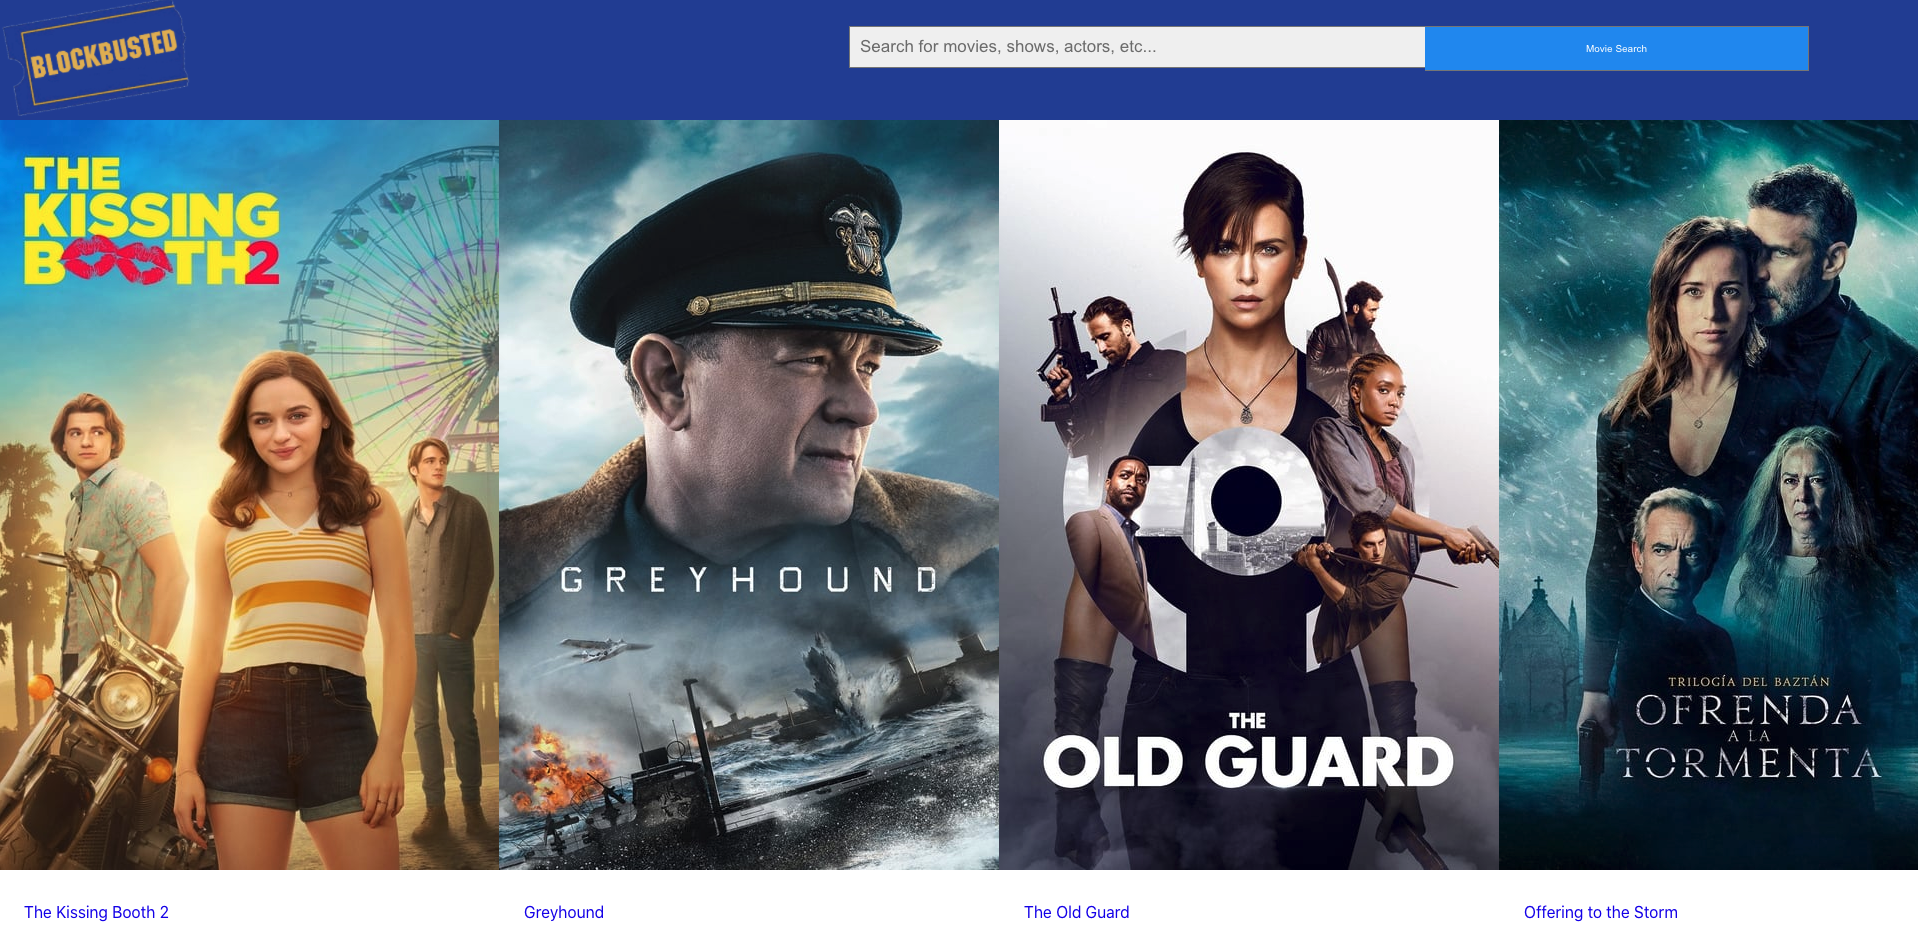 BLOCKBUSTED
Search for movies, shows, actors, etc...
Movie Search
THE
KISSING
BOOTH 2
GREYHOUND
THE
OLD GUARD
TRILOGÍA DEL BAZTÁN
OFRENDA
A LA
TORMENTA
The Kissing Booth 2
Greyhound
The Old Guard
Offering to the Storm